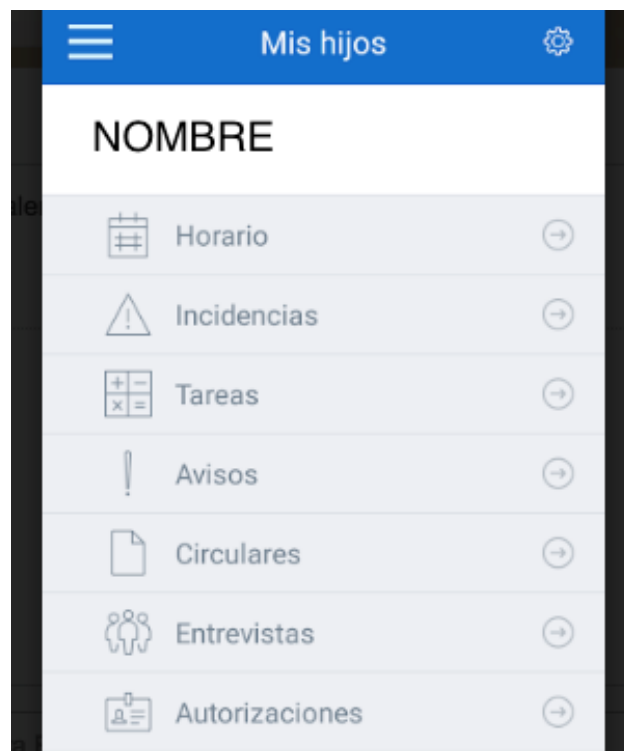 Mis hijos
NOMBRE
Horario
Incidencias
Tareas
Avisos
Circulares
Entrevistas
Autorizaciones